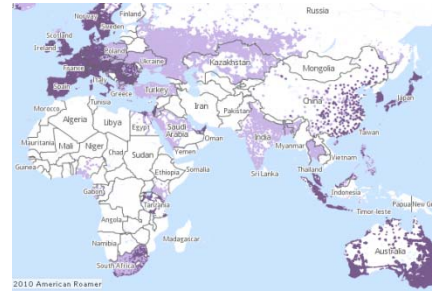 Norway
Finland
Sweden
Russia
Scotland
Ireland
Poland
France
Ukraine
Kazakhstan
Mongolia
Italy
Spain
Greece
Turkey
China
Japan
Tunisia
Morocco
Iran
Algeria
Libya
Egypt
Pakistan
Taiwan
Saudi
Arabia
Oman
India
Myanmar
Mauritania
Mali
Niger
Chad
Sudan
Yemen
Vietnam
Thailand
Guinea
Ethiopia
Somalia
Sri Lanka
Gabon
Tanzania
Indonesia
Papua New G
Timor-leste
Angola
Namibia
Madagascar
Australia
South Africa
2010 American Roamer